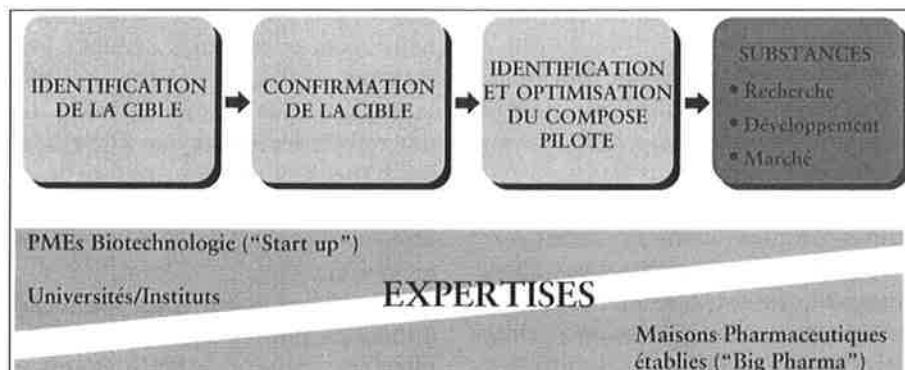 IDENTIFICATION
DE LA CIBLE
CONFIRMATION
DE LA CIBLE
IDENTIFICATION
ET OPTIMISATION
DU COMPOSE
PILOTE
SUBSTANCES
• Recherche
• Développement
• Marché
PMEs Biotechnologie (“Start up”)
Universités/Instituts
EXPERTISES
Maisons Pharmaceutiques
établies (“Big Pharma”)